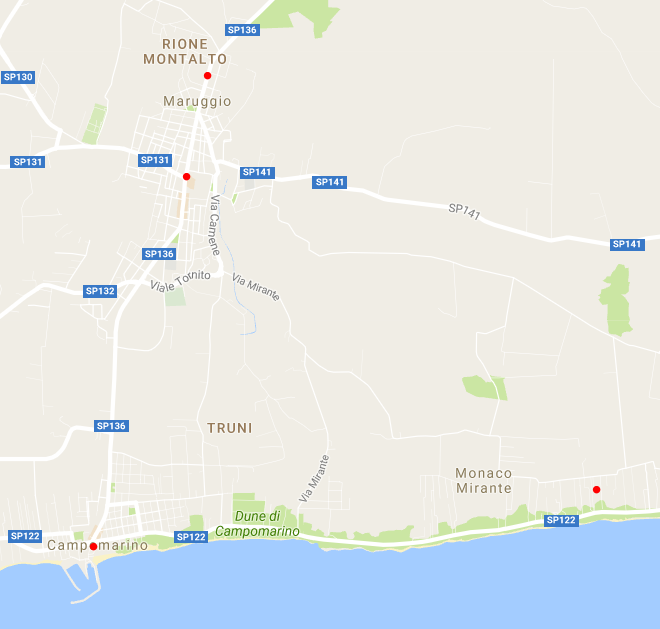 SP136
RIONE
MONTALTO
SP130
Maruggio
SP131
SP131
SP141
SP141
SP141
SP141
Via Camene
SP136
Viale Tornito
Via Mirante
SP132
SP136
TRUNI
Via Mirante
Monaco
Mirante
Dune di
Campomarino
SP122
SP122
SP122
Campomarino